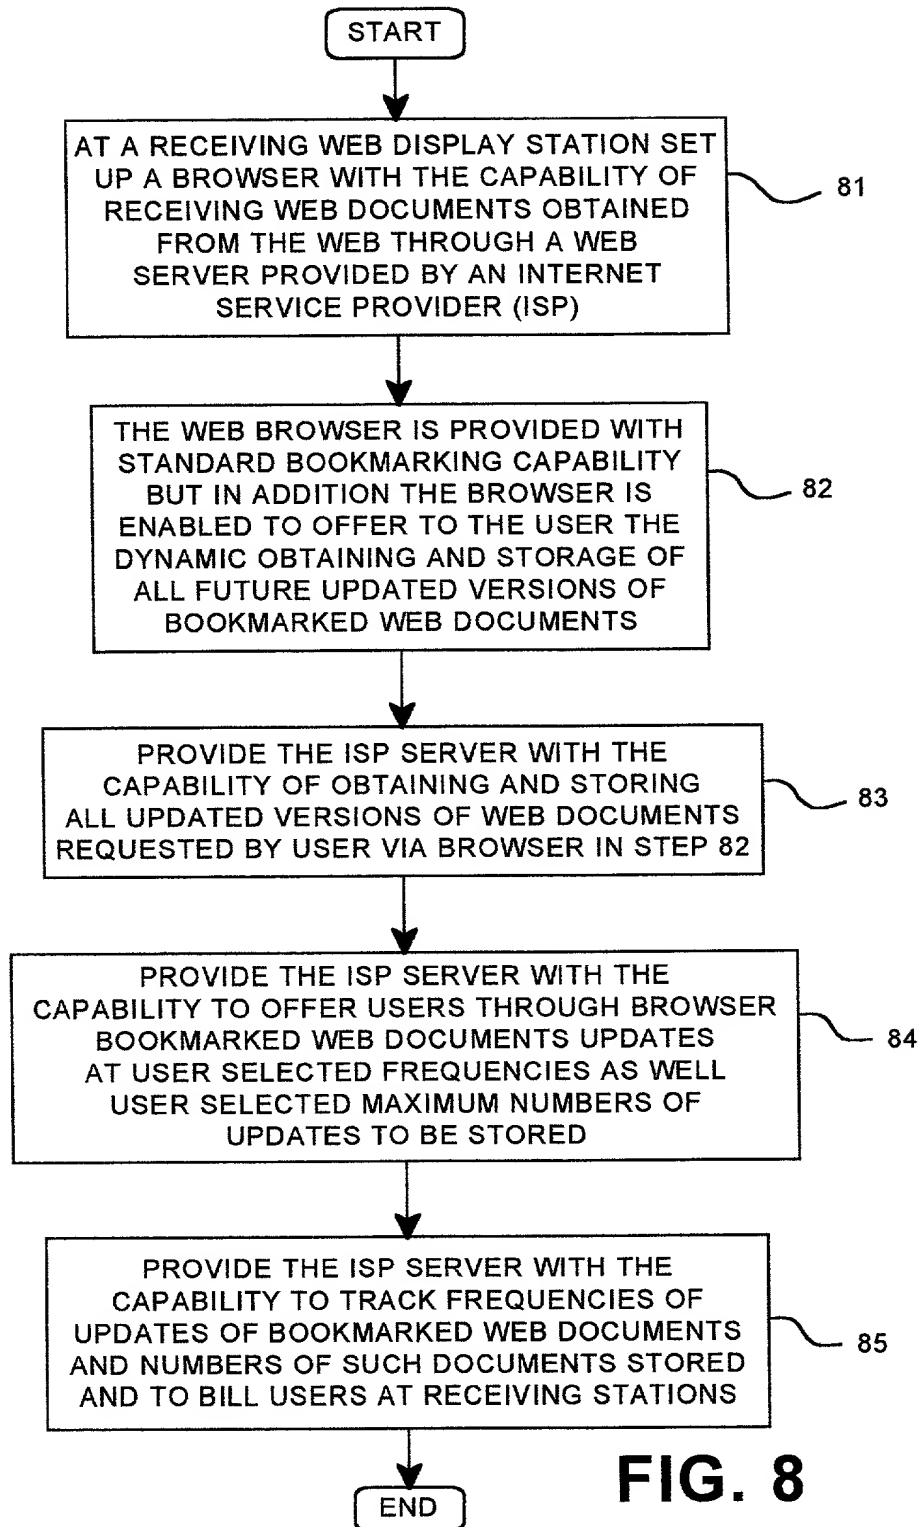 START
AT A RECEIVING WEB DISPLAY STATION SET
UP A BROWSER WITH THE CAPABILITY OF
RECEIVING WEB DOCUMENTS OBTAINED
FROM THE WEB THROUGH A WEB
SERVER PROVIDED BY AN INTERNET
SERVICE PROVIDER (ISP)
81
THE WEB BROWSER IS PROVIDED WITH
STANDARD BOOKMARKING CAPABILITY
BUT IN ADDITION THE BROWSER IS
ENABLED TO OFFER TO THE USER THE
DYNAMIC OBTAINING AND STORAGE OF
ALL FUTURE UPDATED VERSIONS OF
BOOKMARKED WEB DOCUMENTS
82
PROVIDE THE ISP SERVER WITH THE
CAPABILITY OF OBTAINING AND STORING
ALL UPDATED VERSIONS OF WEB DOCUMENTS
REQUESTED BY USER VIA BROWSER IN STEP 82
83
PROVIDE THE ISP SERVER WITH THE
CAPABILITY TO OFFER USERS THROUGH BROWSER
BOOKMARKED WEB DOCUMENTS UPDATES
AT USER SELECTED FREQUENCIES AS WELL
USER SELECTED MAXIMUM NUMBERS OF
UPDATES TO BE STORED
84
PROVIDE THE ISP SERVER WITH THE
CAPABILITY TO TRACK FREQUENCIES OF
UPDATES OF BOOKMARKED WEB DOCUMENTS
AND NUMBERS OF SUCH DOCUMENTS STORED
AND TO BILL USERS AT RECEIVING STATIONS
85
END
FIG. 8